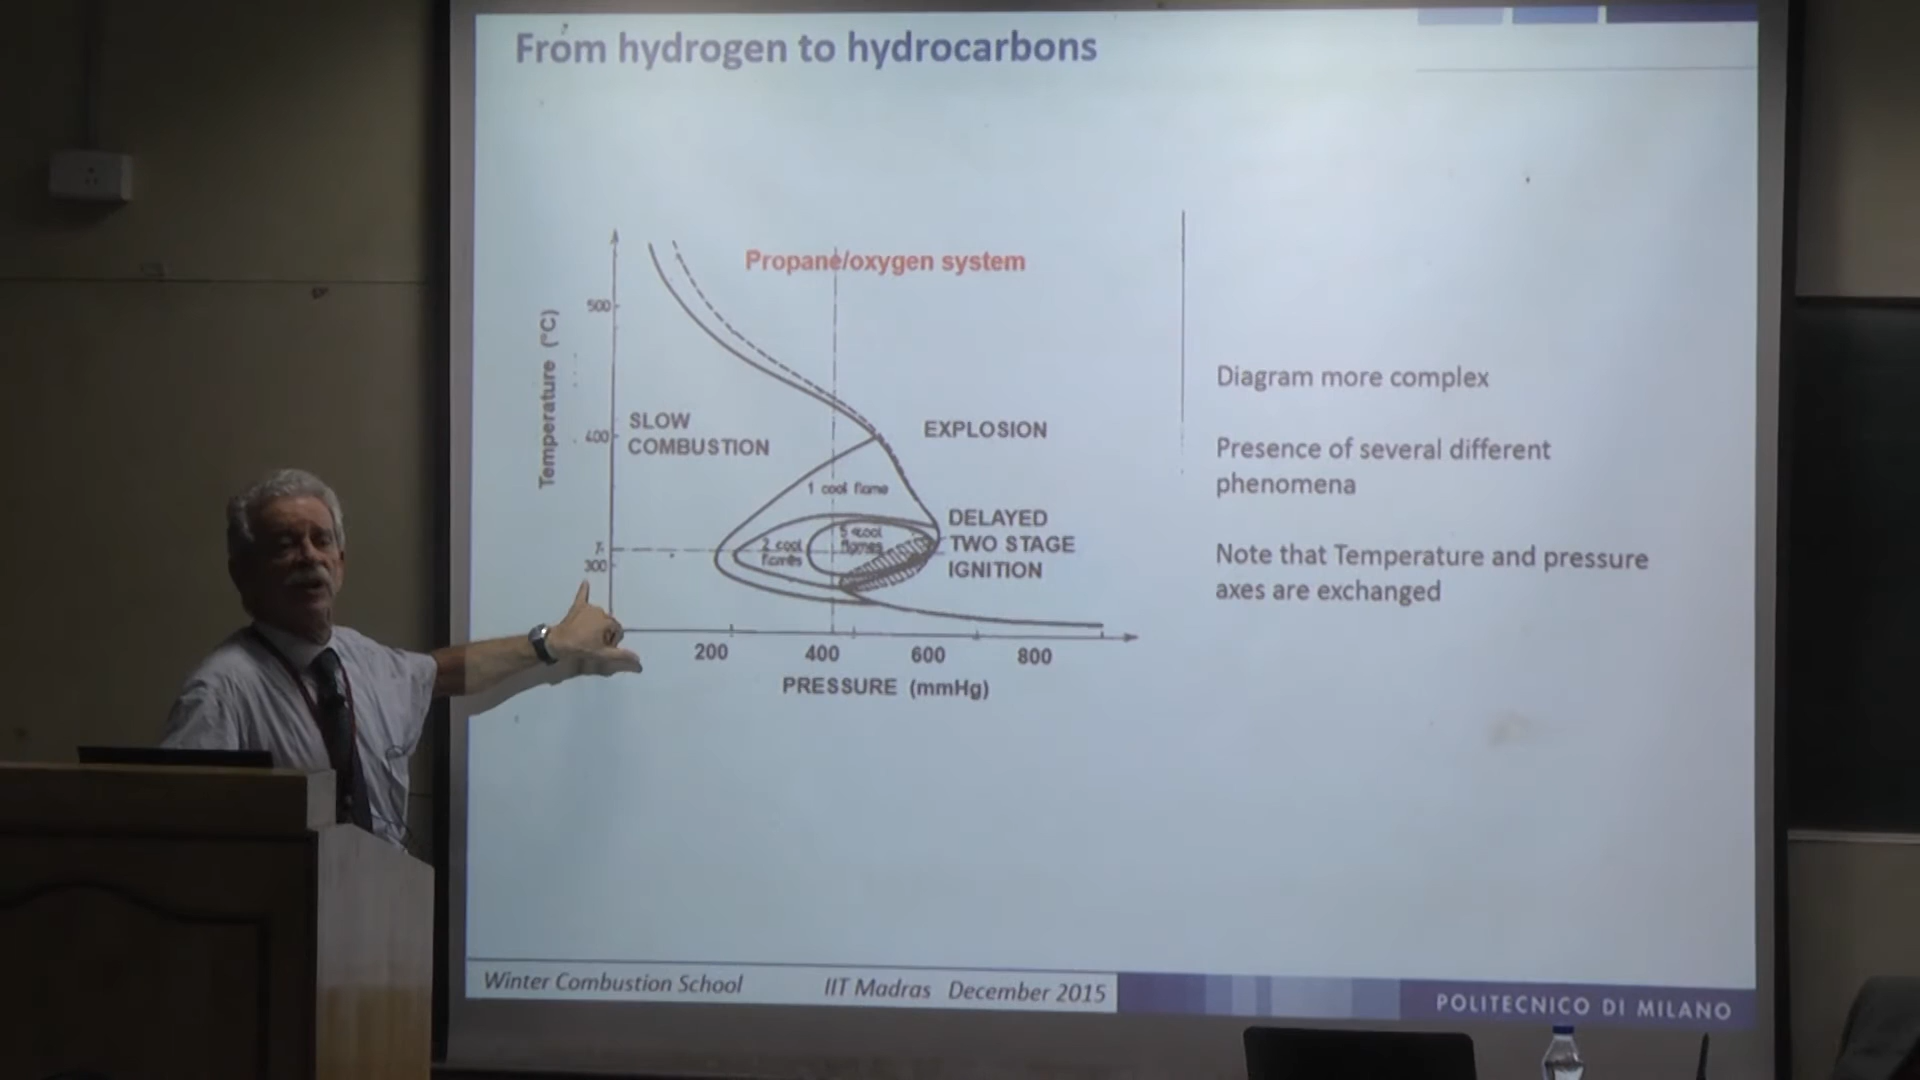 From hydrogen to hydrocarbons
Propane/oxygen system
Temperature (°C)
500
400
300
SLOW
COMBUSTION
EXPLOSION
1 cool flame
2 cool
flames
5 cool
flames
DELAYED
TWO STAGE
IGNITION
200
400
600
800
PRESSURE (mmHg)
Diagram more complex
Presence of several different
phenomena
Note that Temperature and pressure
axes are exchanged
Winter Combustion School
IIT Madras December 2015
POLITECNICO DI MILANO